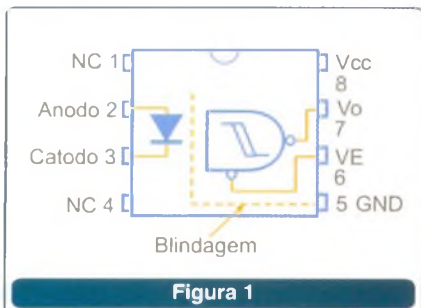 NC 1
Vcc
8
Anodo 2
Vo
7
Catodo 3
VE
6
NC 4
5 GND
Blindagem
Figura 1